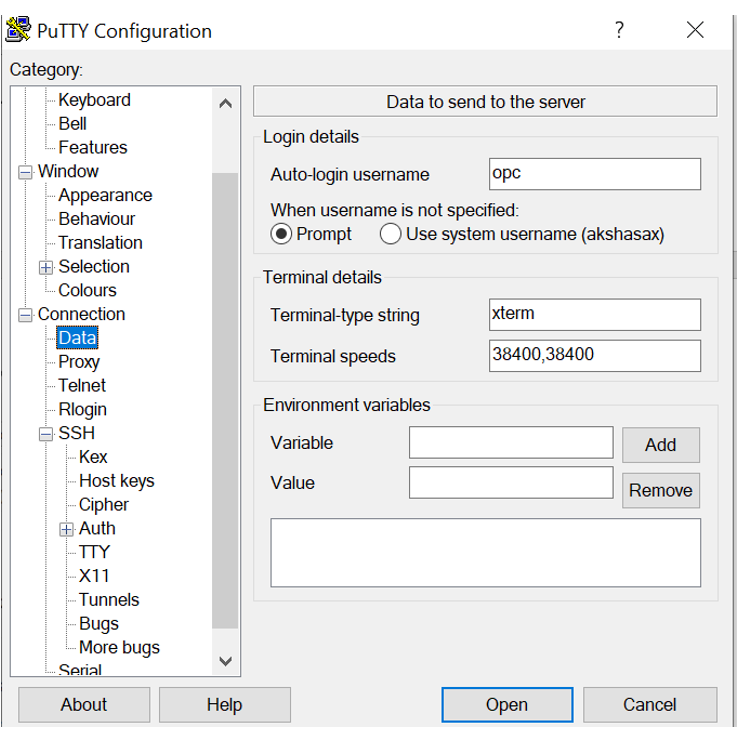 PuTTY Configuration
?
Category:
Keyboard
Bell
Features
Window
Appearance
Behaviour
Translation
Selection
Colours
Connection
Data
Proxy
Telnet
Rlogin
SSH
Kex
Host keys
Cipher
Auth
TTY
X11
Tunnels
Bugs
More bugs
Serial
Data to send to the server
Login details
Auto-login username opc
When username is not specified:
Prompt Use system username (akshasax)
Terminal details
Terminal-type string xterm
Terminal speeds 38400,38400
Environment variables
Variable Add
Value Remove
About Help Open Cancel